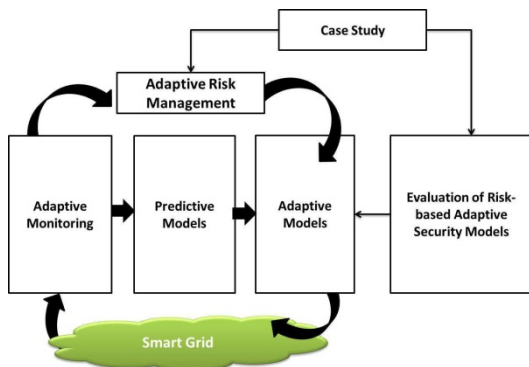 Case Study
Adaptive Risk
Management
Adaptive
Monitoring
Predictive
Models
Adaptive
Models
Evaluation of Risk-
based Adaptive
Security Models
Smart Grid